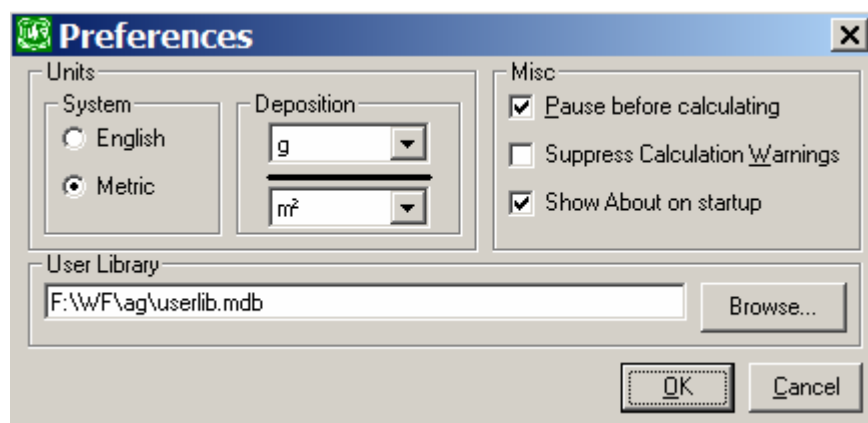 Preferences
Units
System
English
Metric
Deposition
g
m²
Misc
Pause before calculating
Suppress Calculation Warnings
Show About on startup
User Library
F:\WF\ag\userlib.mdb
Browse...
OK
Cancel